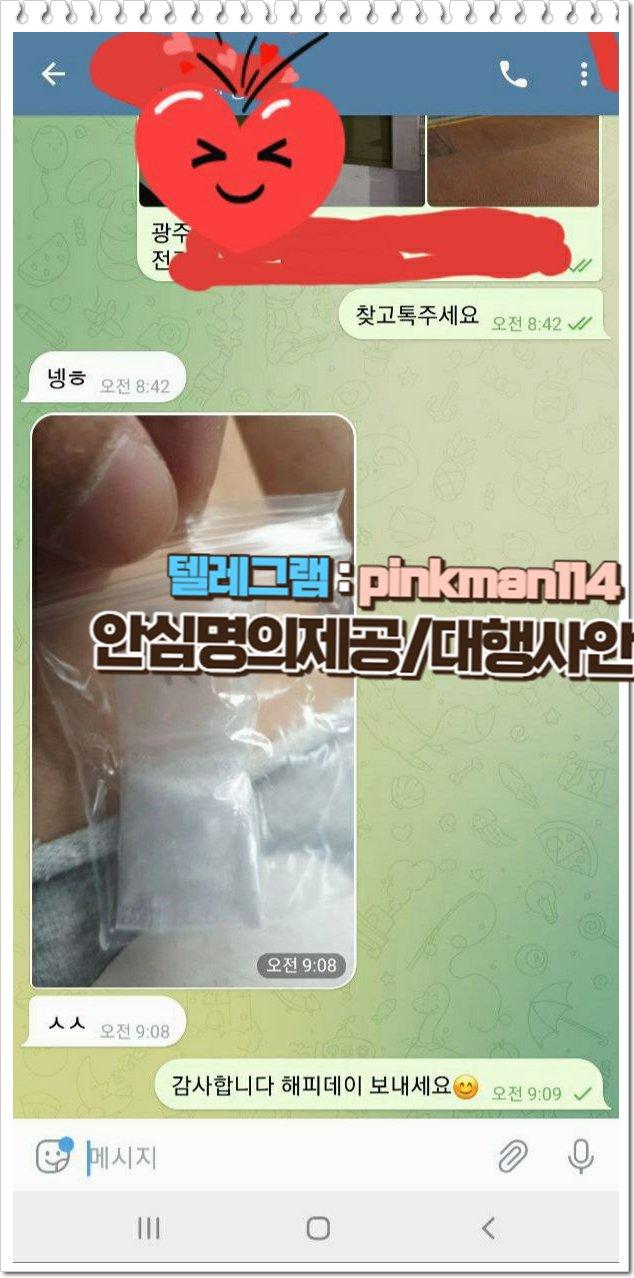 광주
전
찾고톡주세요 오전 8:42
넹ㅎ 오전 8:42
텔레그램 : pinkman114
안심명의제공/대행사안
오전 9:08
ㅅㅅ 오전 9:08
감사합니다 해피데이 보내세요😊 오전 9:09
메시지